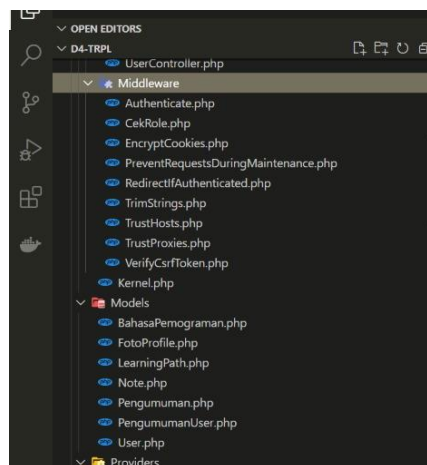 OPEN EDITORS
D4-TRPL
UserController.php
Middleware
Authenticate.php
CekRole.php
EncryptCookies.php
PreventRequestsDuringMaintenance.php
RedirectIfAuthenticated.php
TrimStrings.php
TrustHosts.php
TrustProxies.php
VerifyCsrfToken.php
Kernel.php
Models
BahasaPemograman.php
FotoProfile.php
LearningPath.php
Note.php
Pengumuman.php
PengumumanUser.php
User.php
Providers